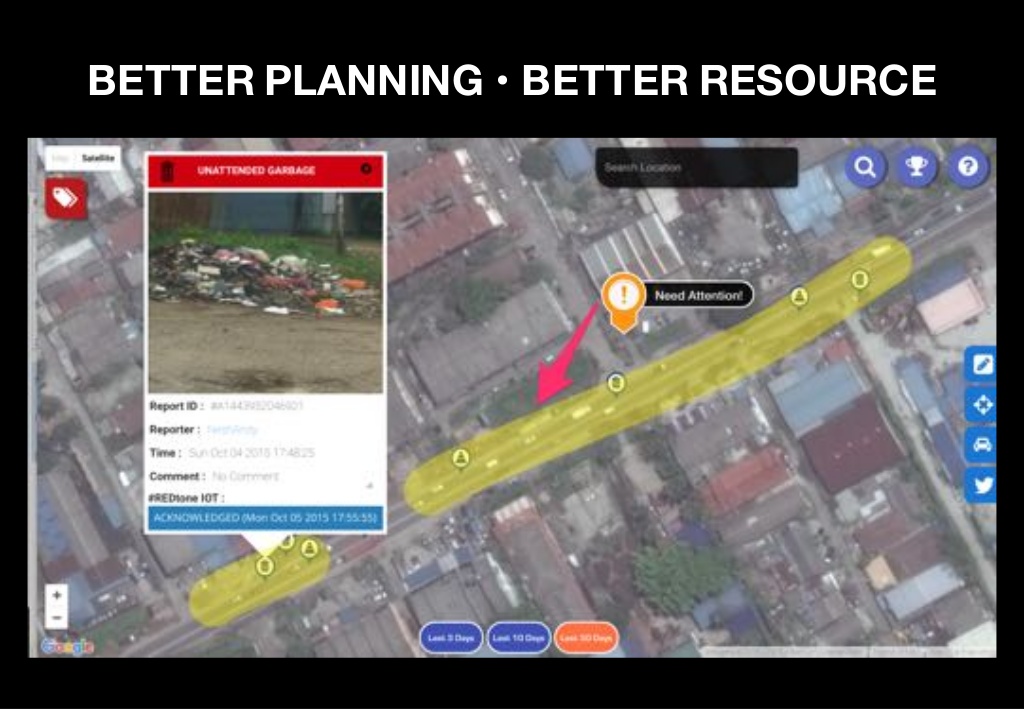 BETTER PLANNING • BETTER RESOURCE
Map Satellite
UNATTENDED GARBAGE
Search Location
Need Attention!
Report ID :
Reporter :
Time : Sun Oct 04 2015 17:48:25
Comment : No Comment
#REDtone IOT :
ACKNOWLEDGED (Mon Oct 05 2015 17:55:55)
+
−
Last 3 Days Last 10 Days Last 30 Days
Google